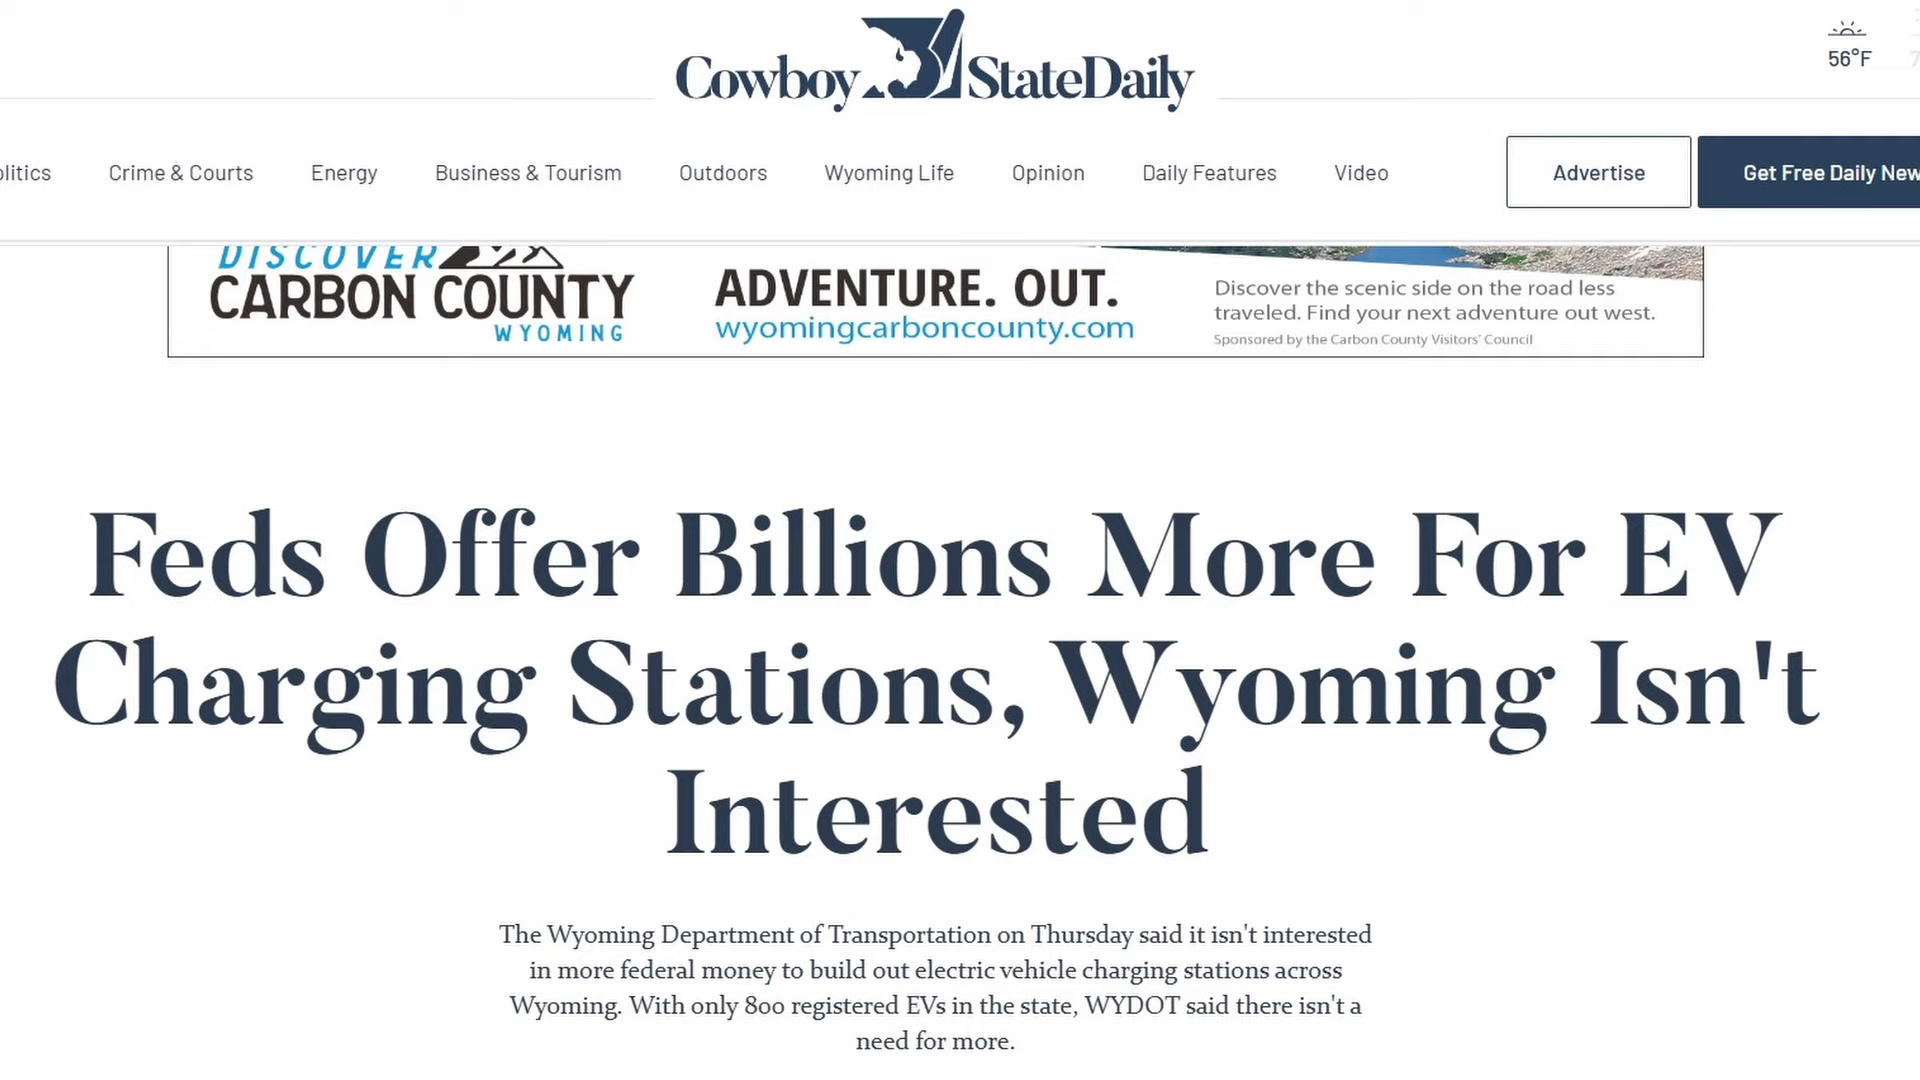 Cowboy StateDaily
56°F
Crime & Courts
Energy
Business & Tourism
Outdoors
Wyoming Life
Opinion
Daily Features
Video
Advertise
Get Free Daily New
DISCOVER
CARBON COUNTY
WYOMING
ADVENTURE. OUT.
wyomingcarboncounty.com
Discover the scenic side on the road less
traveled. Find your next adventure out west.
Sponsored by the Carbon County Visitors' Council
Feds Offer Billions More For EV
Charging Stations, Wyoming Isn't
Interested
The Wyoming Department of Transportation on Thursday said it isn't interested
in more federal money to build out electric vehicle charging stations across
Wyoming. With only 800 registered EVs in the state, WYDOT said there isn't a
need for more.